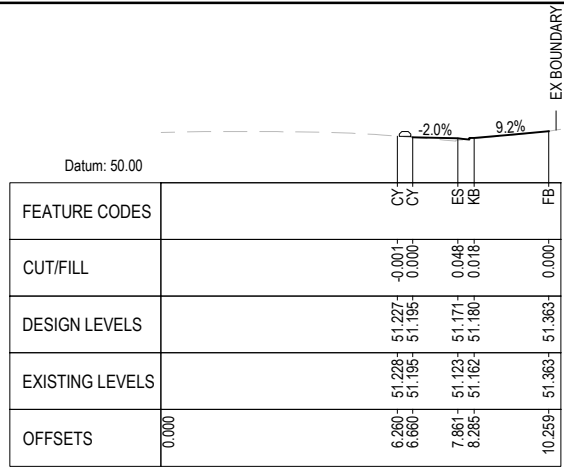 EX BOUNDARY
-2.0% 9.2%
Datum: 50.00
FEATURE CODES CY CY ES KB FB
CUT/FILL -0.001 0.000 0.048 0.018 0.000
DESIGN LEVELS 51.227 51.195 51.171 51.180 51.363
EXISTING LEVELS 51.228 51.195 51.123 51.162 51.363
OFFSETS 0.000 6.260 6.660 7.861 8.285 10.259